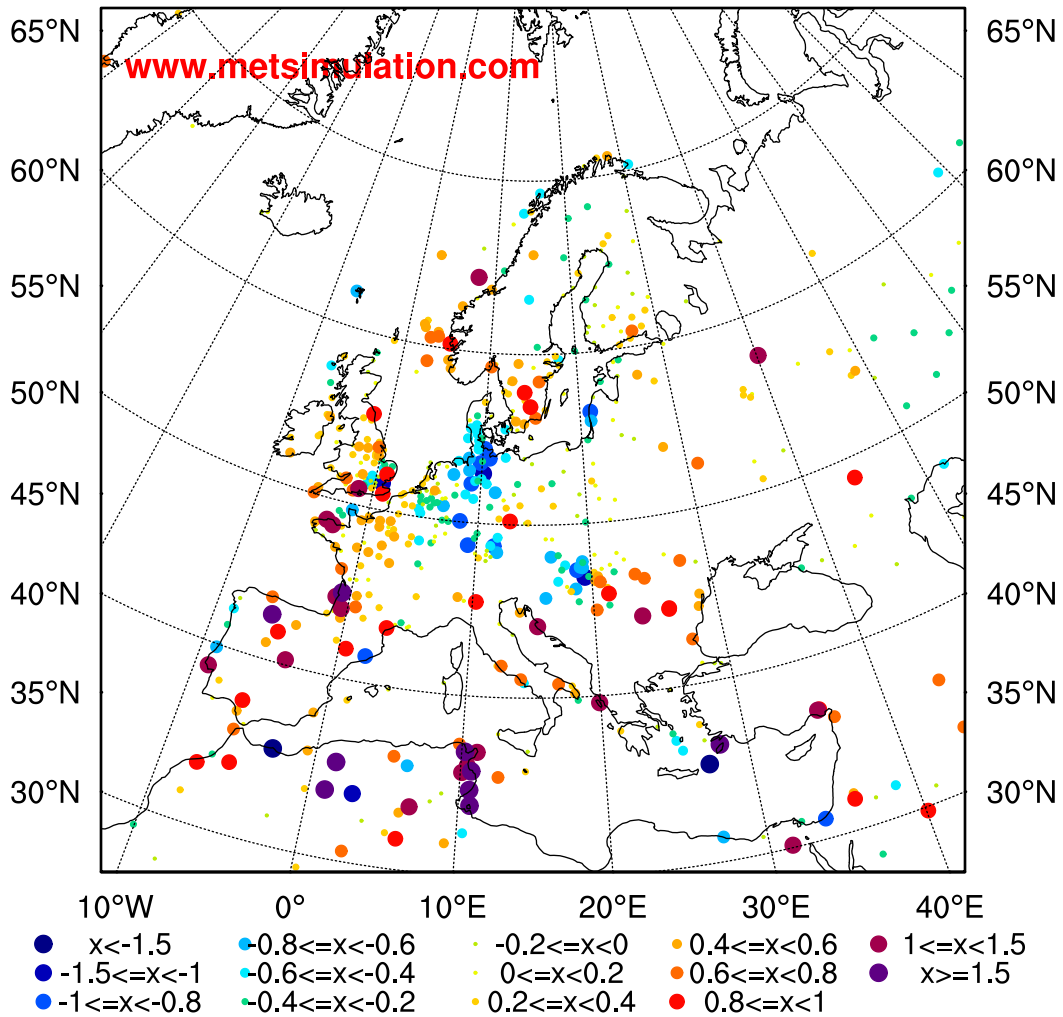 65°N 65°N
www.metsimulation.com
60°N 60°N
55°N 55°N
50°N 50°N
45°N 45°N
40°N 40°N
35°N 35°N
30°N 30°N
10°W 0° 10°E 20°E 30°E 40°E
x<-1.5 -0.8<=x<-0.6 -0.2<=x<0 0.4<=x<0.6 1<=x<1.5
-1.5<=x<-1 -0.6<=x<-0.4 0<=x<0.2 0.6<=x<0.8 x>=1.5
-1<=x<-0.8 -0.4<=x<-0.2 0.2<=x<0.4 0.8<=x<1